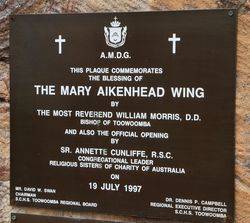 A.M.D.G.
THIS PLAQUE COMMEMORATES
THE BLESSING OF
THE MARY AIKENHEAD WING
BY
THE MOST REVEREND WILLIAM MORRIS, D.D.
BISHOP OF TOOWOOMBA
AND ALSO THE OFFICIAL OPENING
BY
SR. ANNETTE CUNLIFFE, R.S.C.
CONGREGATIONAL LEADER
RELIGIOUS SISTERS OF CHARITY OF AUSTRALIA
ON
19 JULY 1997
MR. DAVID W. SWAN
CHAIRMAN
S.C.H.S. TOOWOOMBA REGIONAL BOARD
DR. DENNIS P. CAMPBELL
REGIONAL EXECUTIVE DIRECTOR
S.C.H.S. TOOWOOMBA